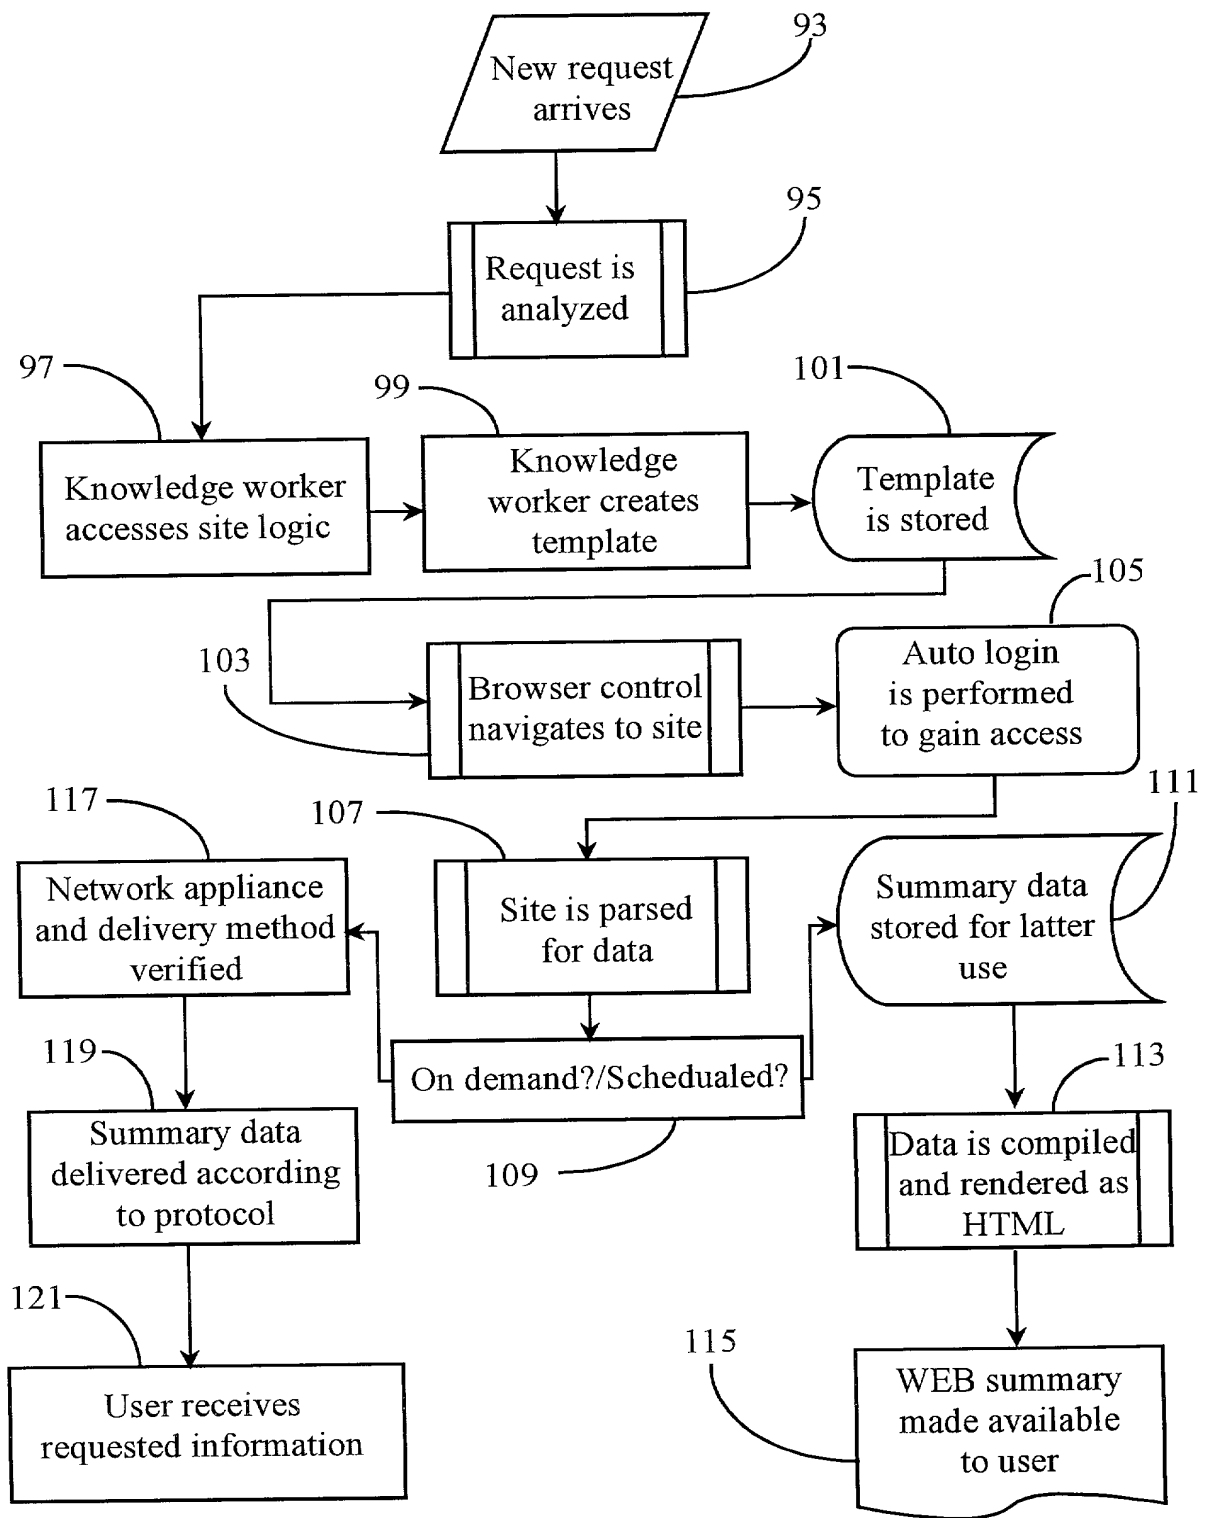 93
New request
arrives
95
Request is
analyzed
97
99
101
Knowledge worker
accesses site logic
Knowledge
worker creates
template
Template
is stored
105
103
Browser control
navigates to site
Auto login
is performed
to gain access
117
107
111
Network appliance
and delivery method
verified
Site is parsed
for data
Summary data
stored for latter
use
119
On demand?/Schedualed?
113
109
Summary data
delivered according
to protocol
Data is compiled
and rendered as
HTML
121
115
User receives
requested information
WEB summary
made available
to user